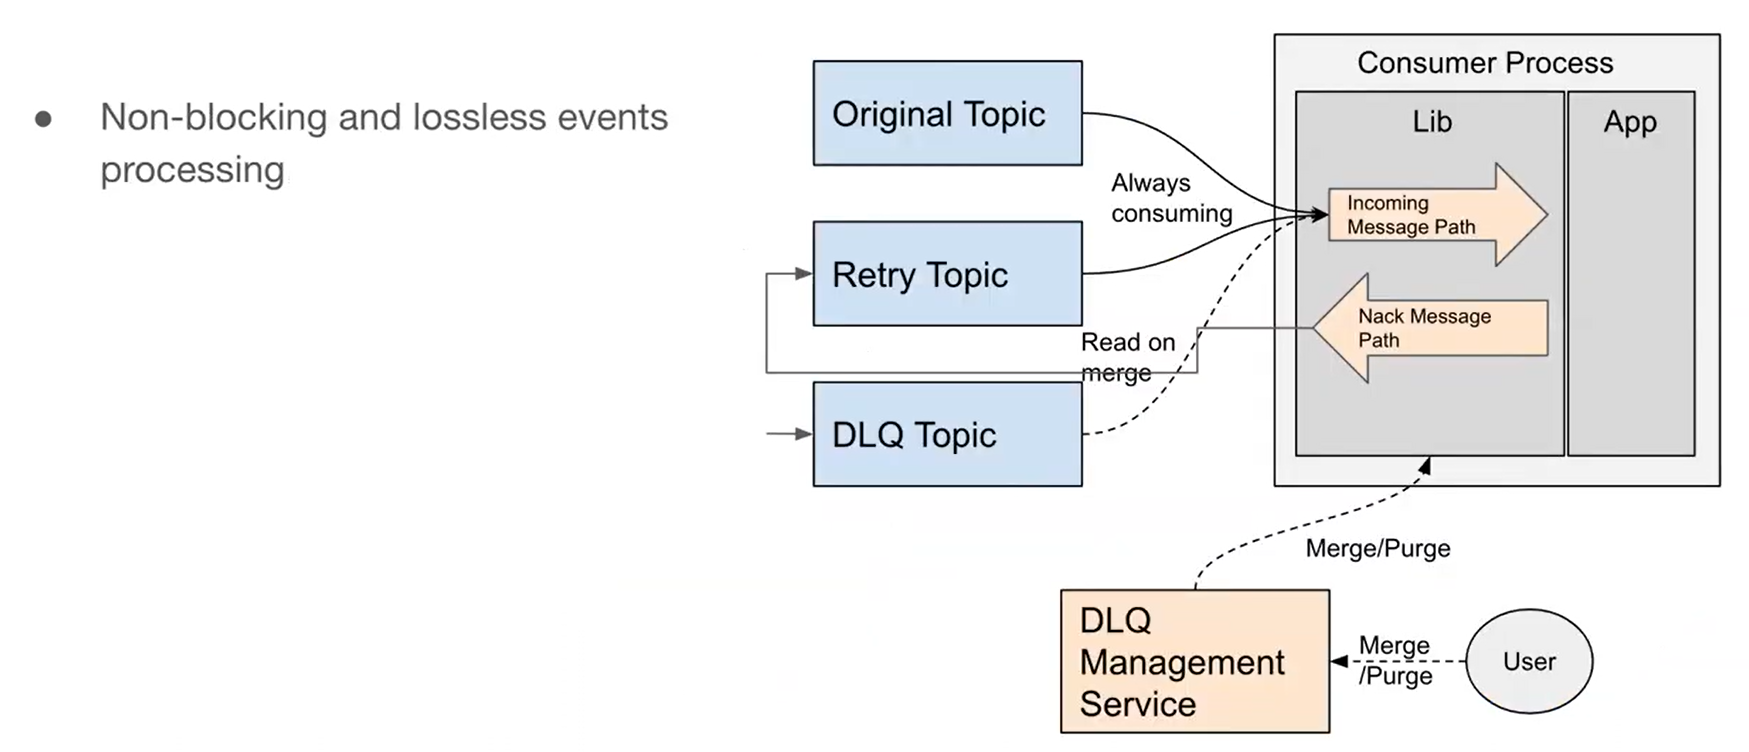 ● Non-blocking and lossless events
processing
Consumer Process
Original Topic
Lib
App
Always
consuming
Incoming
Message Path
Retry Topic
Nack Message
Path
Read on
merge
DLQ Topic
Merge/Purge
DLQ
Management
Service
Merge
/Purge
User